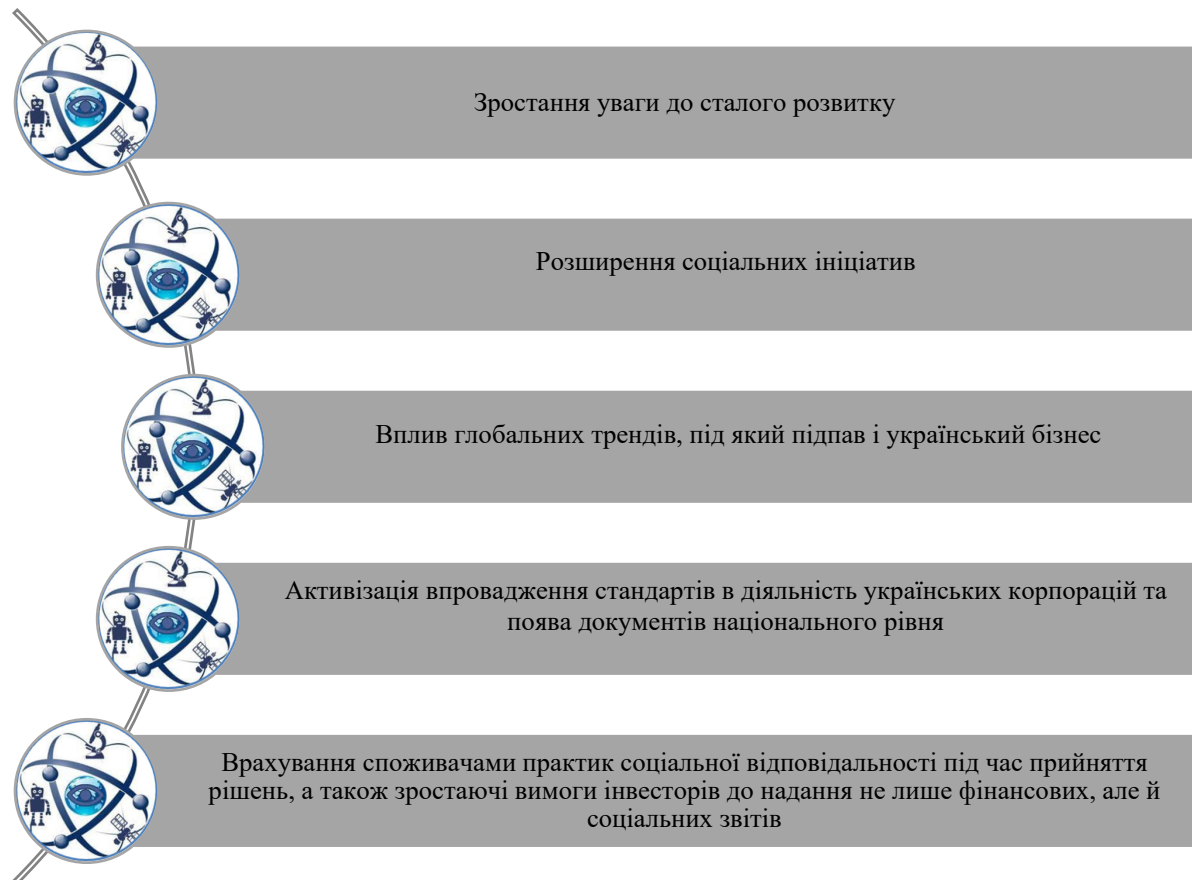 Зростання уваги до сталого розвитку
Розширення соціальних ініціатив
Вплив глобальних трендів, під який підпав і український бізнес
Активізація впровадження стандартів в діяльність українських корпорацій та
поява документів національного рівня
Врахування споживачами практик соціальної відповідальності під час прийняття
рішень, а також зростаючі вимоги інвесторів до надання не лише фінансових, але й
соціальних звітів